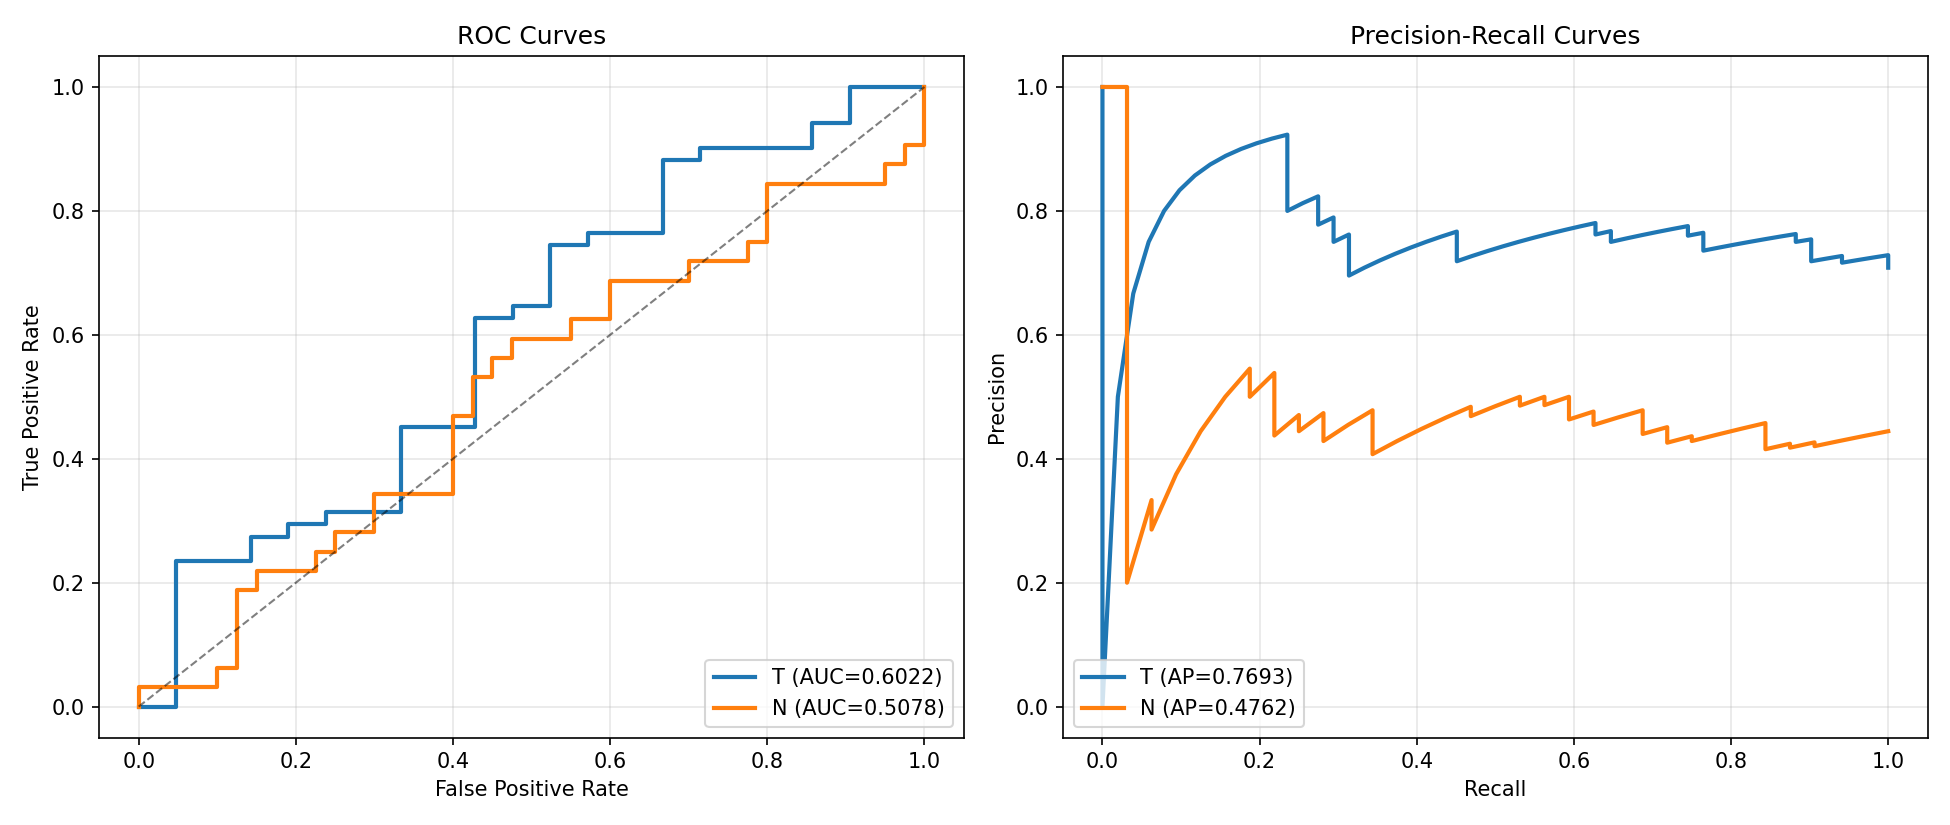 ROC Curves
True Positive Rate
1.0
0.8
0.6
0.4
0.2
0.0
0.0 0.2 0.4 0.6 0.8 1.0
False Positive Rate
T (AUC=0.6022)
N (AUC=0.5078)
Precision-Recall Curves
Precision
1.0
0.8
0.6
0.4
0.2
0.0
0.0 0.2 0.4 0.6 0.8 1.0
Recall
T (AP=0.7693)
N (AP=0.4762)